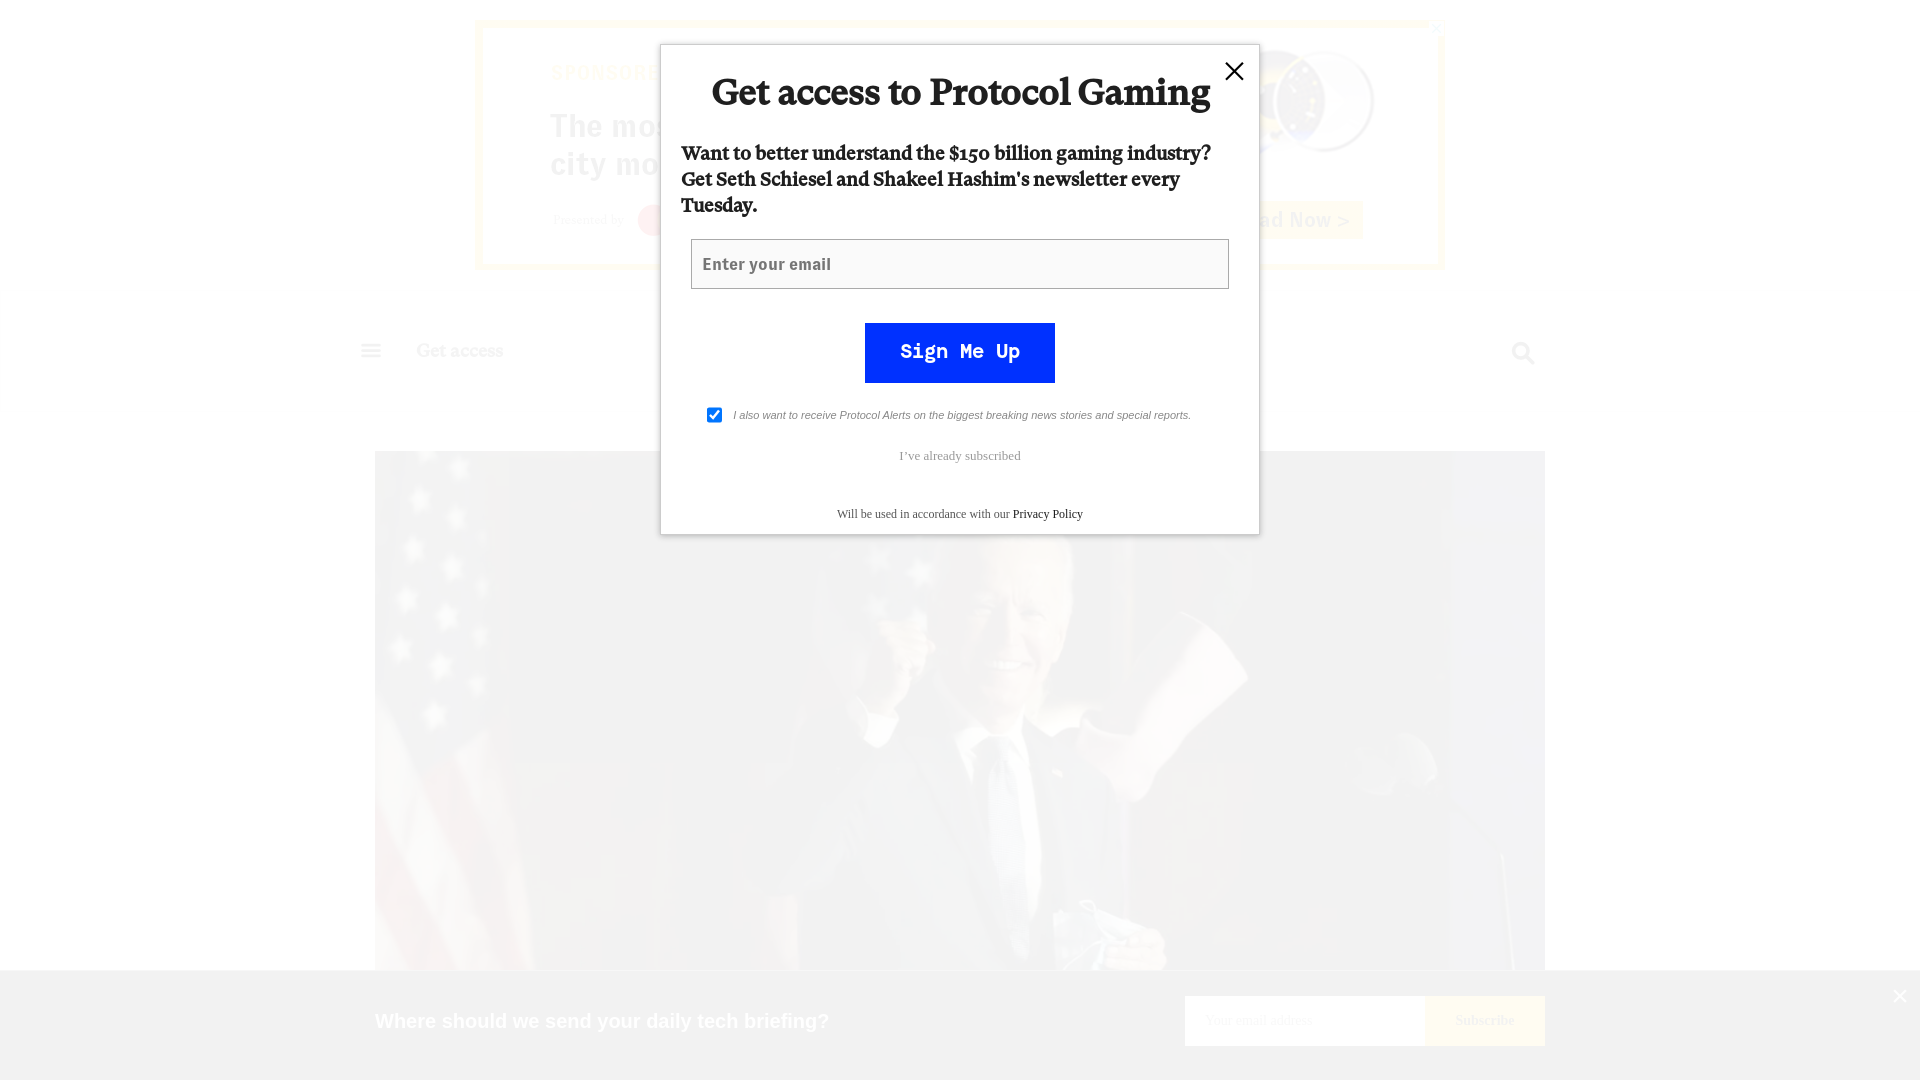 SPONSORE
Get access to Protocol Gaming
The mos
city mo
Want to better understand the $150 billion gaming industry?
Get Seth Schiesel and Shakeel Hashim's newsletter every
Tuesday.
Presented by
ad Now >
Enter your email
Sign Me Up
Get access
I also want to receive Protocol Alerts on the biggest breaking news stories and special reports.
I've already subscribed
Will be used in accordance with our Privacy Policy
Where should we send your daily tech briefing?
Your email address
Subscribe